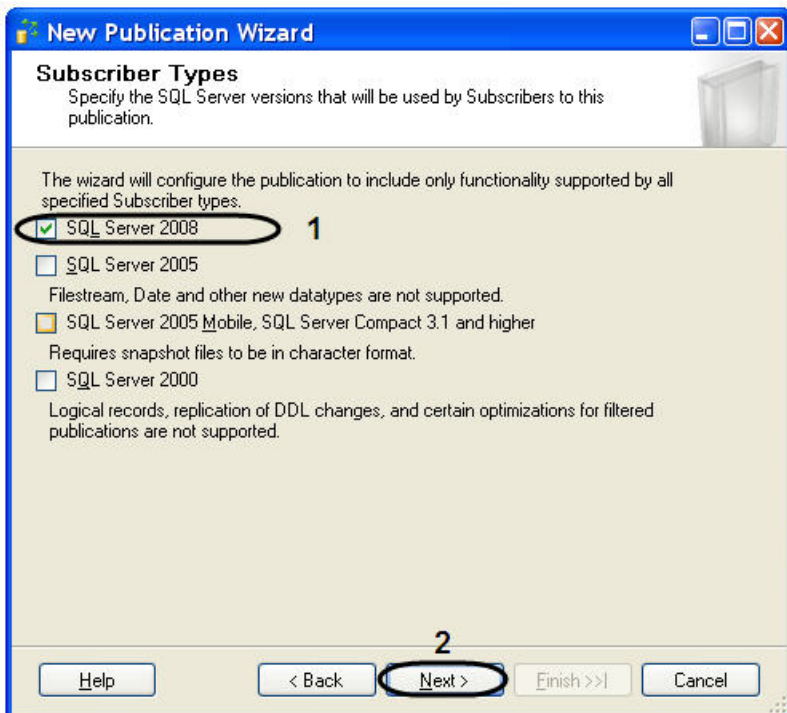 New Publication Wizard
Subscriber Types
Specify the SQL Server versions that will be used by Subscribers to this
publication.
The wizard will configure the publication to include only functionality supported by all
specified Subscriber types.
SQL Server 2008 1
SQL Server 2005
Filestream, Date and other new datatypes are not supported.
SQL Server 2005 Mobile, SQL Server Compact 3.1 and higher
Requires snapshot files to be in character format.
SQL Server 2000
Logical records, replication of DDL changes, and certain optimizations for filtered
publications are not supported.
2
Help < Back Next > Finish >>| Cancel